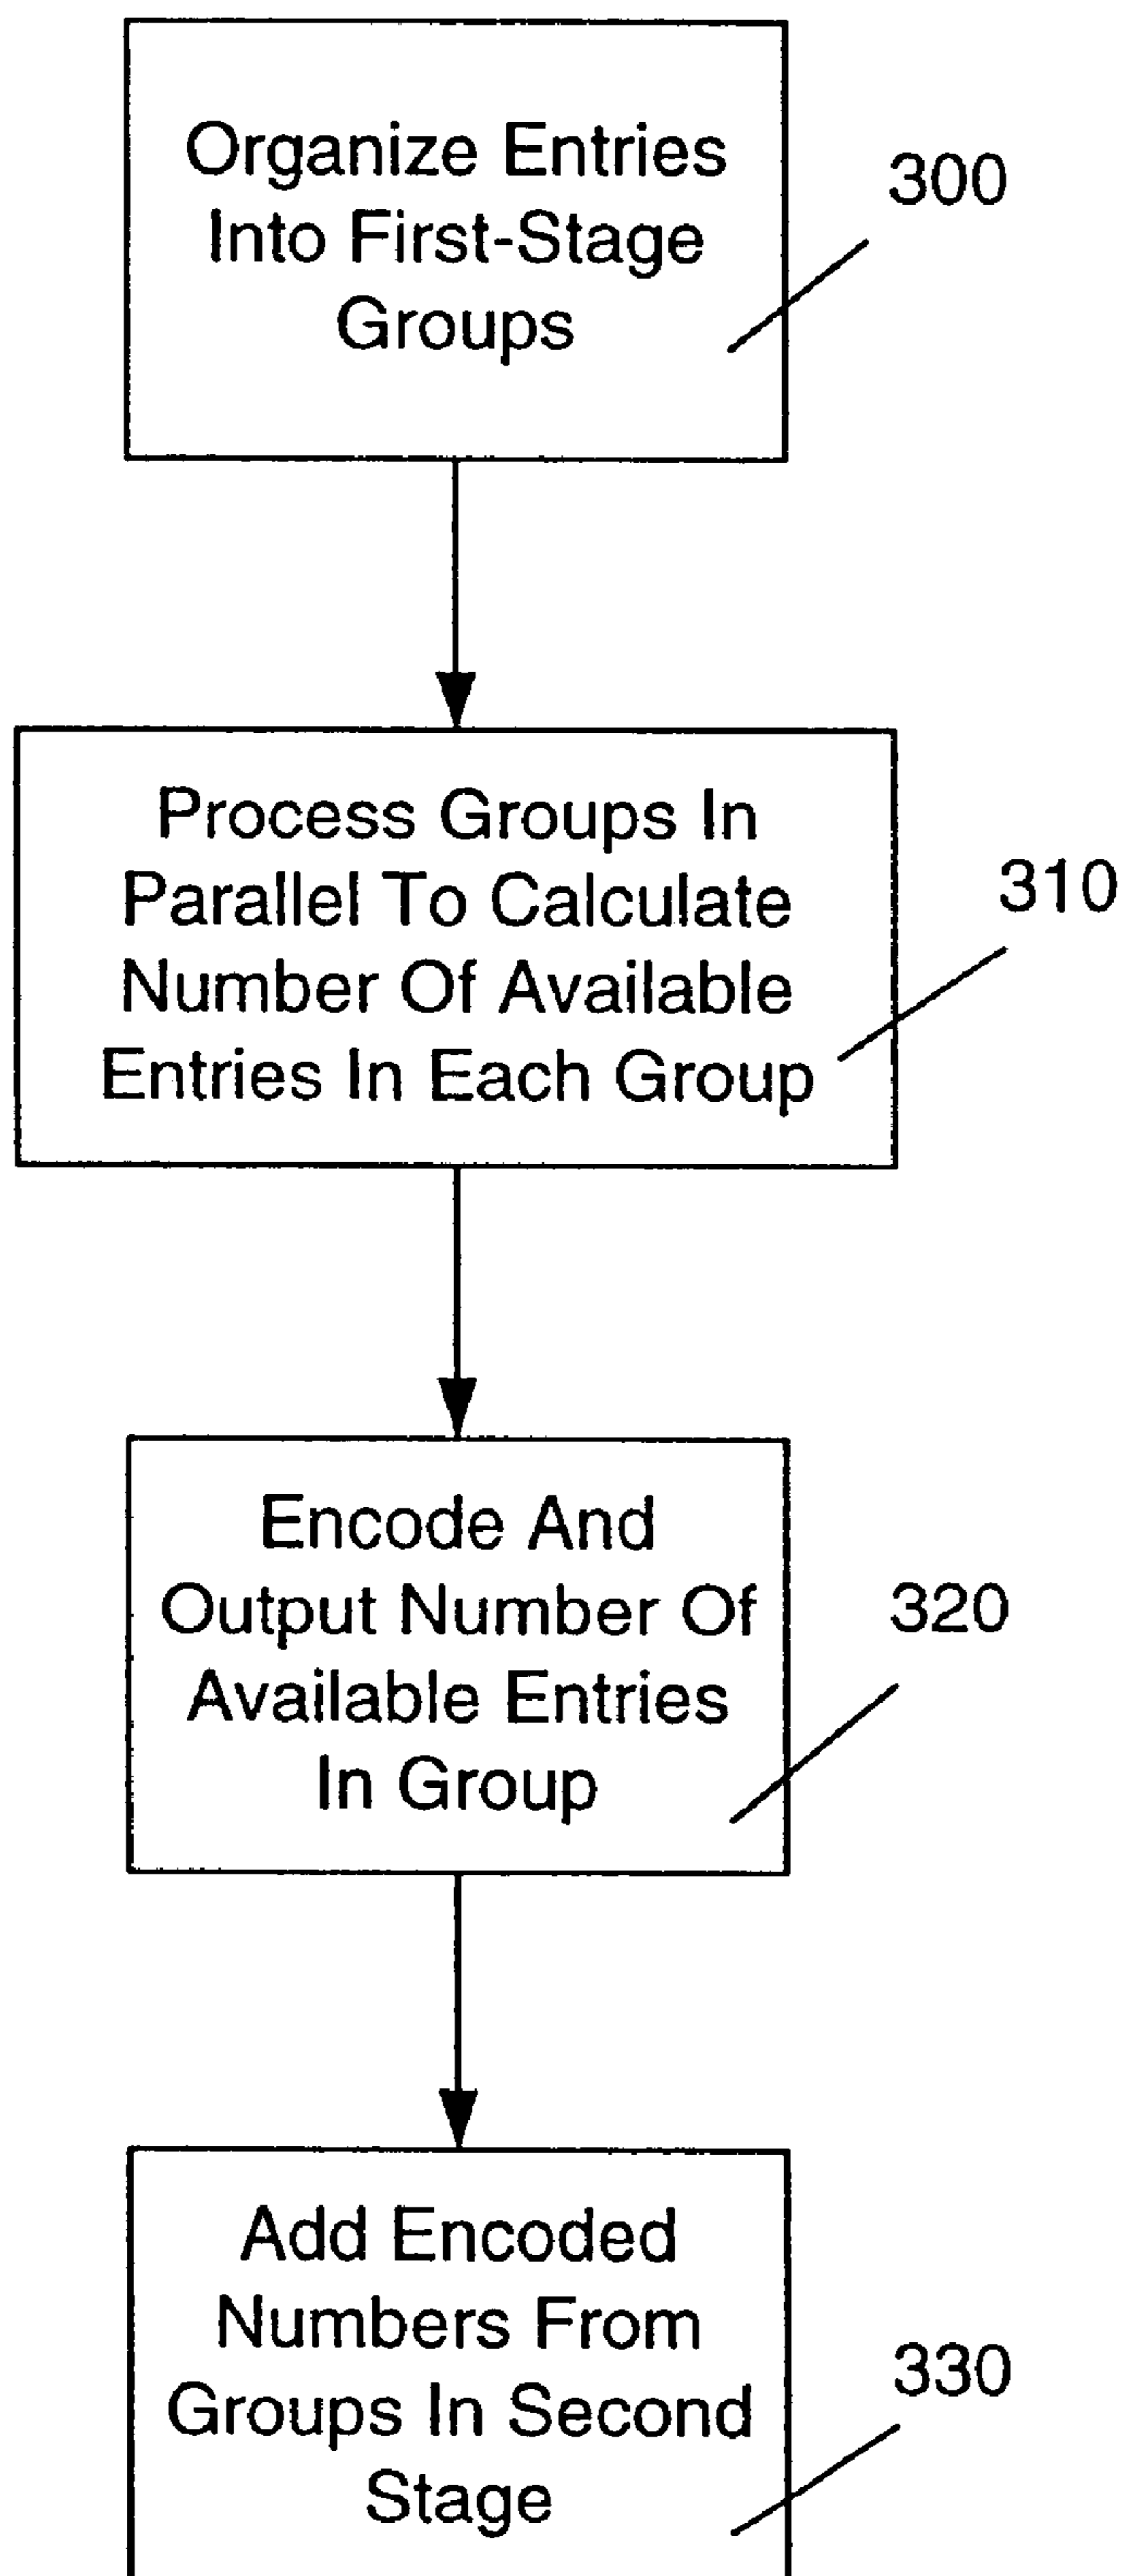 Organize Entries
Into First-Stage
Groups
300
Process Groups In
Parallel To Calculate
Number Of Available
Entries In Each Group
310
Encode And
Output Number Of
Available Entries
In Group
320
Add Encoded
Numbers From
Groups In Second
Stage
330